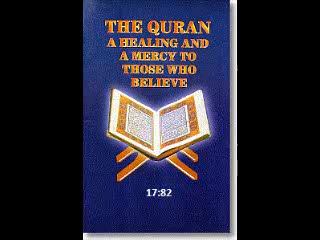 THE QURAN
A HEALING AND
A MERCY TO
THOSE WHO
BELIEVE
17:82